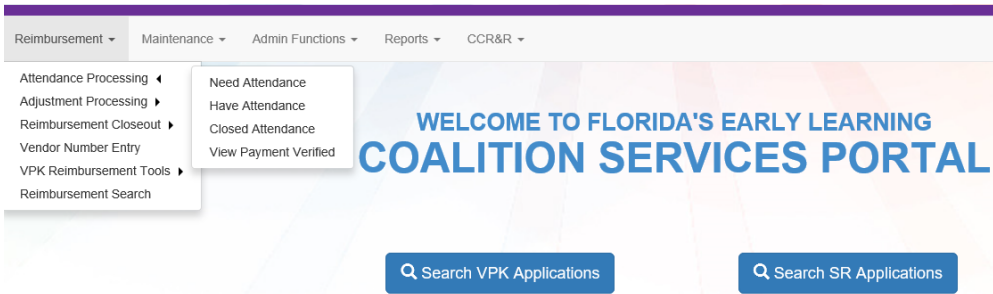 Reimbursement Maintenance Admin Functions Reports CCR&R
Attendance Processing
Adjustment Processing
Reimbursement Closeout
Vendor Number Entry
VPK Reimbursement Tools
Reimbursement Search
Need Attendance
Have Attendance
Closed Attendance
View Payment Verified
WELCOME TO FLORIDA'S EARLY LEARNING
COALITION SERVICES PORTAL
Search VPK Applications
Search SR Applications